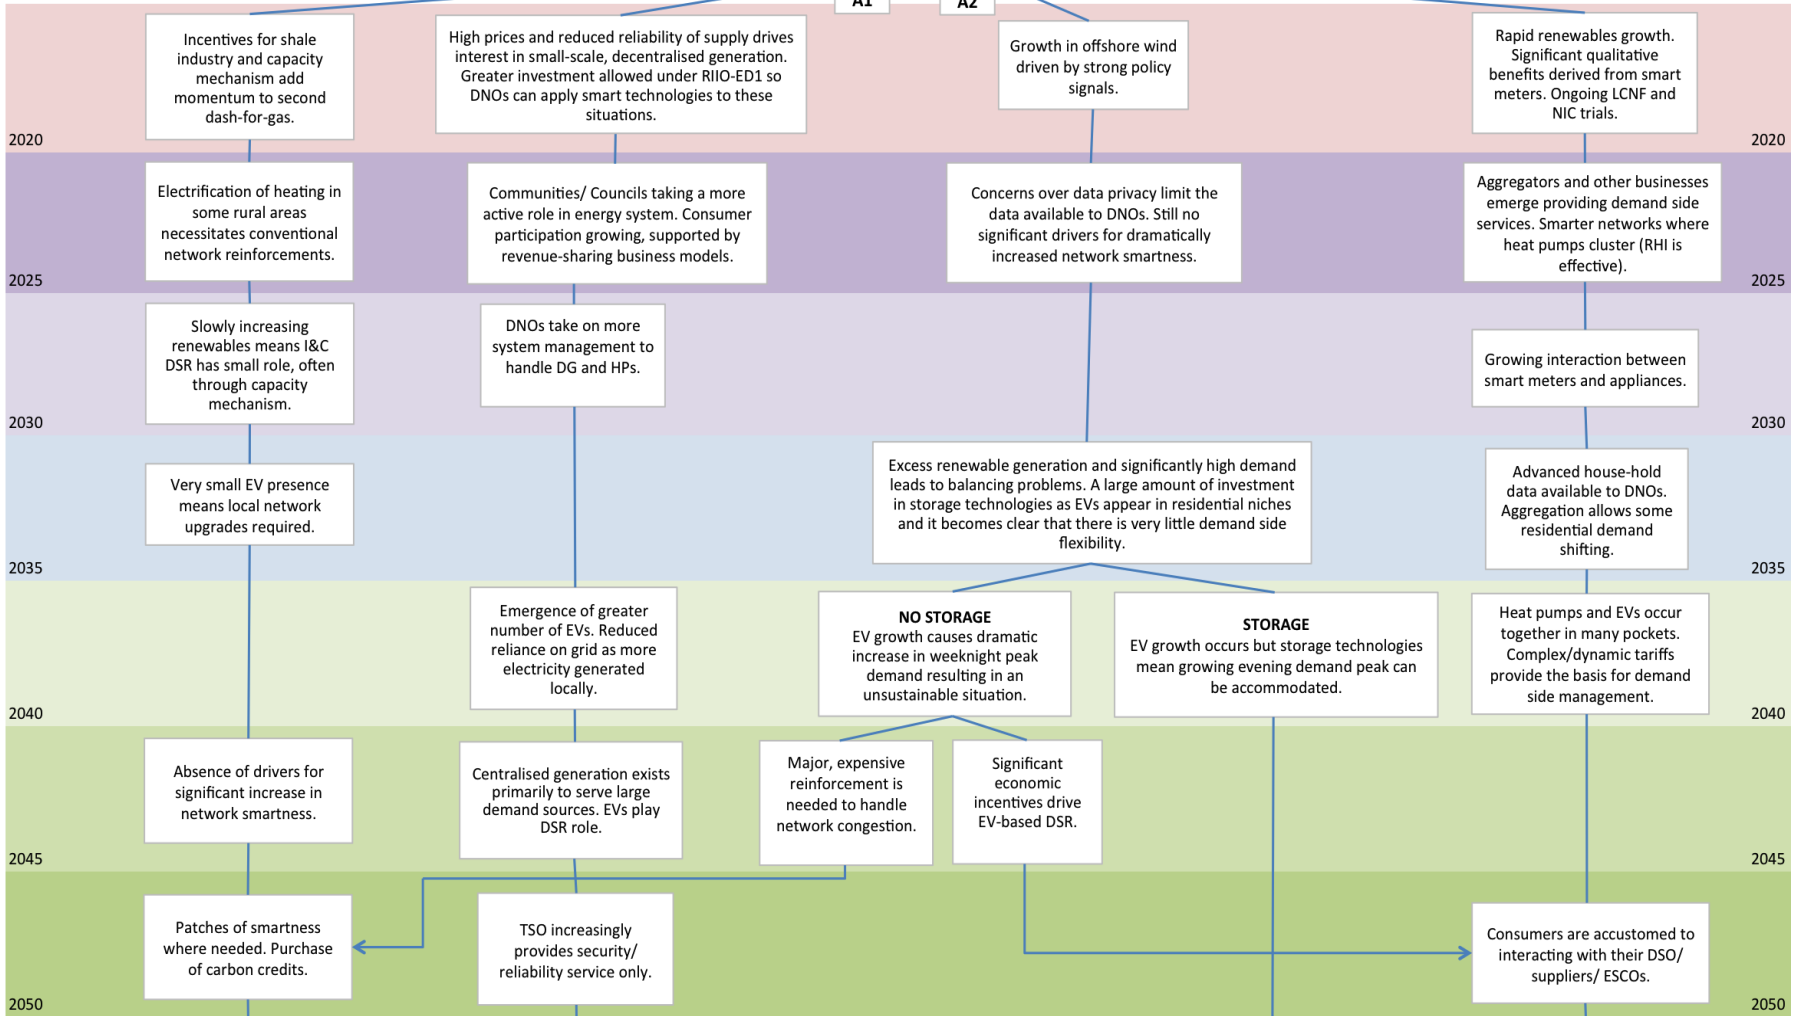 A1
A2
Incentives for shale
industry and capacity
mechanism add
momentum to second
dash-for-gas.
High prices and reduced reliability of supply drives
interest in small-scale, decentralised generation.
Greater investment allowed under RIIO-ED1 so
DNOs can apply smart technologies to these
situations.
Growth in offshore wind
driven by strong policy
signals.
Rapid renewables growth.
Significant qualitative
benefits derived from smart
meters. Ongoing LCNF and
NIC trials.
2020
2020
Electrification of heating in
some rural areas
necessitates conventional
network reinforcements.
Communities/ Councils taking a more
active role in energy system. Consumer
participation growing, supported by
revenue-sharing business models.
Concerns over data privacy limit the
data available to DNOs. Still no
significant drivers for dramatically
increased network smartness.
Aggregators and other businesses
emerge providing demand side
services. Smarter networks where
heat pumps cluster (RHI is
effective).
2025
2025
Slowly increasing
renewables means I&C
DSR has small role, often
through capacity
mechanism.
DNOs take on more
system management to
handle DG and HPs.
Growing interaction between
smart meters and appliances.
2030
2030
Very small EV presence
means local network
upgrades required.
Excess renewable generation and significantly high demand
leads to balancing problems. A large amount of investment
in storage technologies as EVs appear in residential niches
and it becomes clear that there is very little demand side
flexibility.
Advanced house-hold
data available to DNOs.
Aggregation allows some
residential demand
shifting.
2035
2035
Emergence of greater
number of EVs. Reduced
reliance on grid as more
electricity generated
locally.
NO STORAGE
EV growth causes dramatic
increase in weeknight peak
demand resulting in an
unsustainable situation.
STORAGE
EV growth occurs but storage technologies
mean growing evening demand peak can
be accommodated.
Heat pumps and EVs occur
together in many pockets.
Complex/dynamic tariffs
provide the basis for demand
side management.
2040
2040
Absence of drivers for
significant increase in
network smartness.
Centralised generation exists
primarily to serve large
demand sources. EVs play
DSR role.
Major, expensive
reinforcement is
needed to handle
network congestion.
Significant
economic
incentives drive
EV-based DSR.
2045
2045
Patches of smartness
where needed. Purchase
of carbon credits.
TSO increasingly
provides security/
reliability service only.
Consumers are accustomed to
interacting with their DSO/
suppliers/ ESCOs.
2050
2050